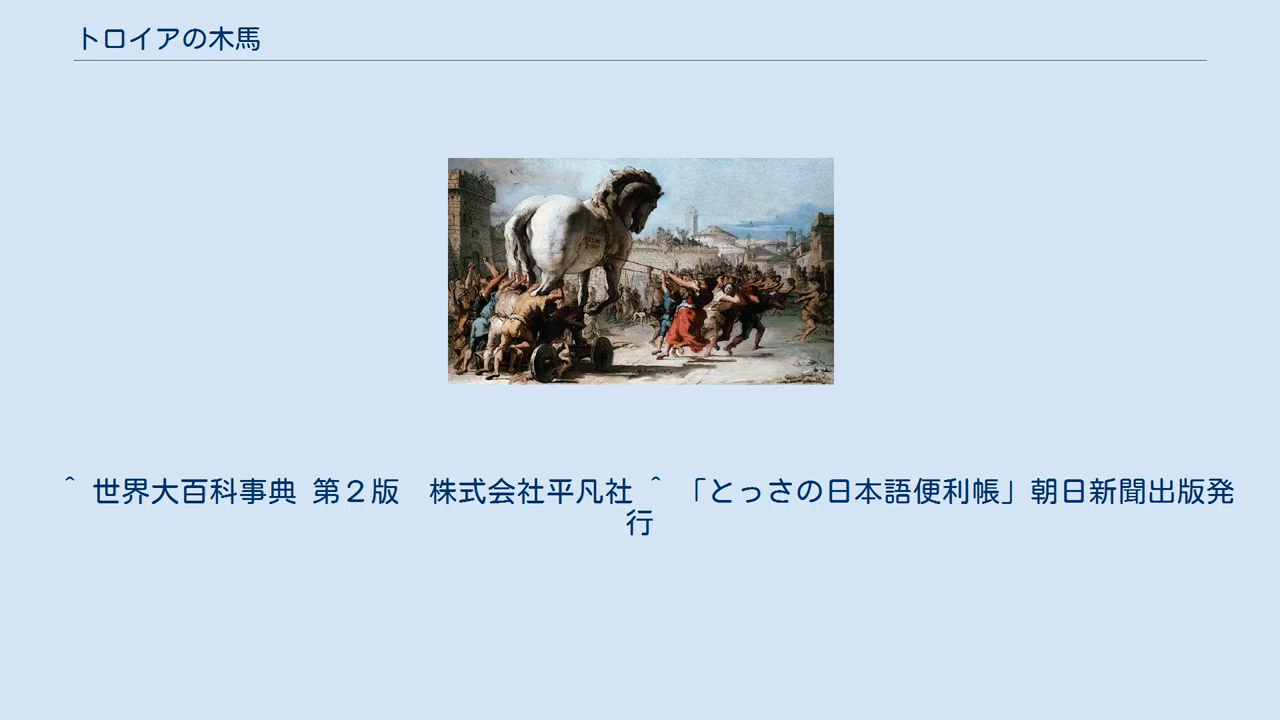 トロイアの木馬
^ 世界大百科事典 第２版　株式会社平凡社 ^ 「とっさの日本語便利帳」朝日新聞出版発
行